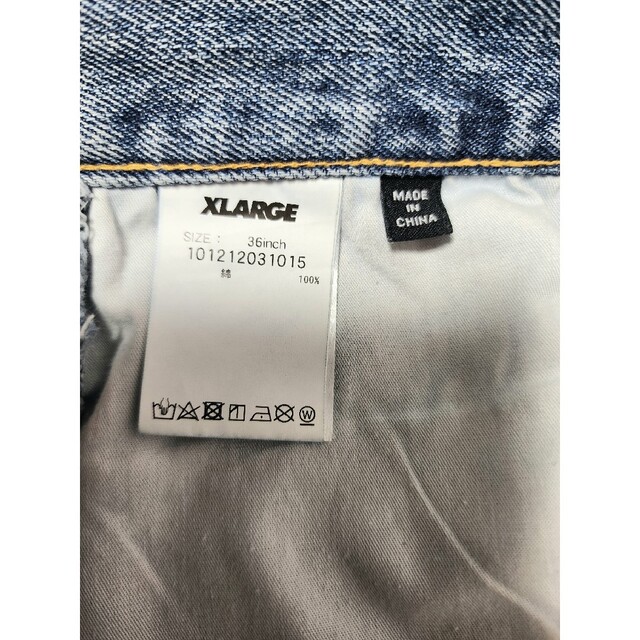 XLARGE
SIZE : 36inch
101212031015
綿 100%
W
MADE
IN
CHINA